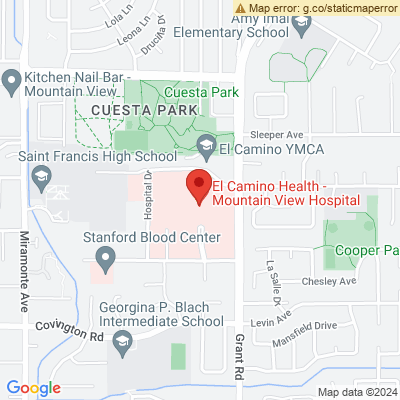 Map error: g.co/staticmaperror
Lola Ln
Leona Ln
Drucilla Dr
Amy Imai
Elementary School
Kitchen Nail Bar -
Mountain View
Cuesta Park
CUESTA PARK
Sleeper Ave
El Camino YMCA
Saint Francis High School
Hospital Dr
El Camino Health -
Mountain View Hospital
Miramonte Ave
Stanford Blood Center
Cooper Pa
La Salle Dr
Chesley Ave
Georgina P. Blach
Intermediate School
Levin Ave
Covington Rd
Mansfield Drive
Grant Rd
Google
Map data ©2024